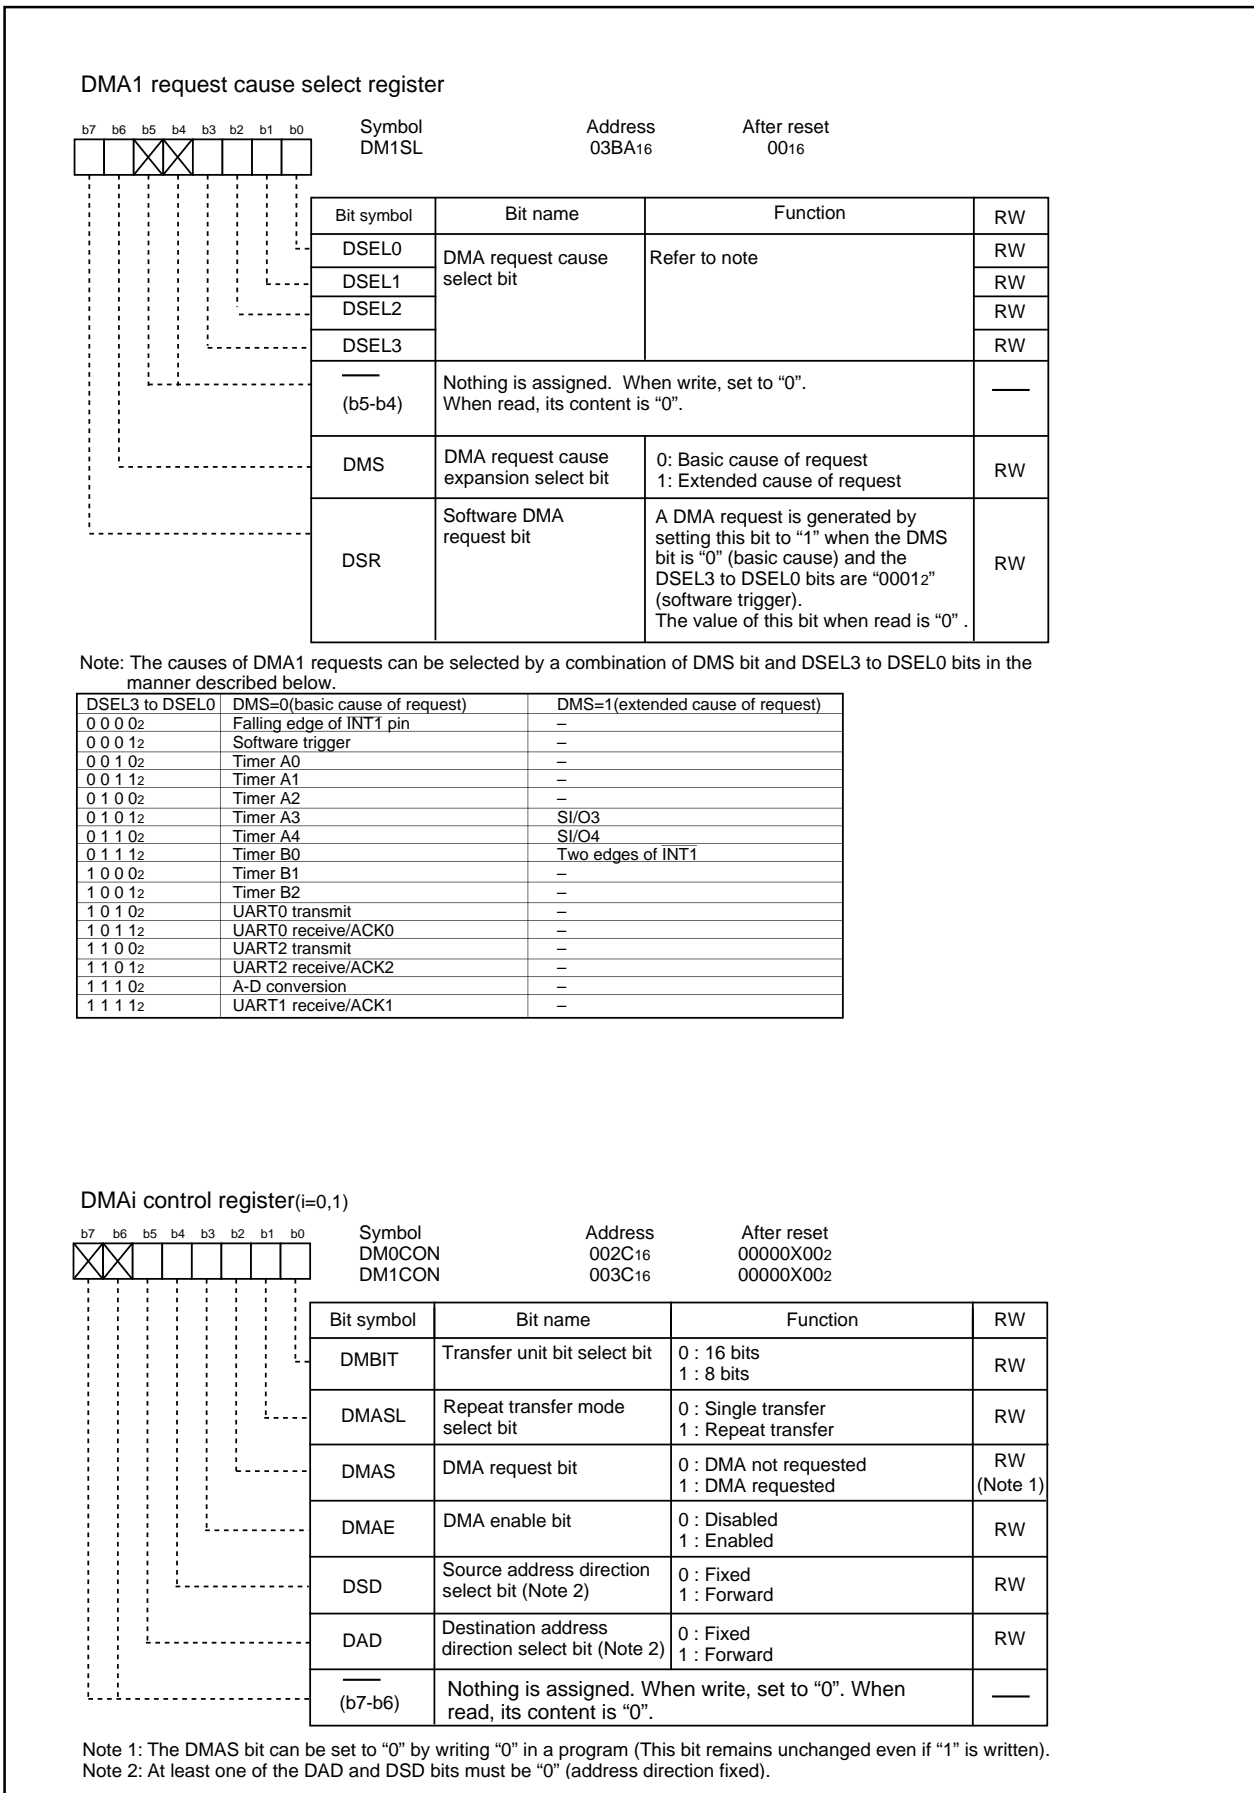 DMA1 request cause select register
b7 b6 b5 b4 b3 b2 b1 b0
Symbol Address After reset
DM1SL 03BA16 0016
Bit symbol Bit name Function RW
DSEL0 DMA request cause select bit Refer to note RW
DSEL1 RW
DSEL2 RW
DSEL3 RW
(b5-b4) Nothing is assigned. When write, set to “0”.
When read, its content is “0”.
DMS DMA request cause expansion select bit 0: Basic cause of request
1: Extended cause of request RW
DSR Software DMA request bit A DMA request is generated by
setting this bit to “1” when the DMS
bit is “0” (basic cause) and the
DSEL3 to DSEL0 bits are “00012”
(software trigger).
The value of this bit when read is “0” . RW
Note: The causes of DMA1 requests can be selected by a combination of DMS bit and DSEL3 to DSEL0 bits in the
manner described below.
DSEL3 to DSEL0 DMS=0(basic cause of request) DMS=1(extended cause of request)
0 0 0 02 Falling edge of INT1 pin –
0 0 0 12 Software trigger –
0 0 1 02 Timer A0 –
0 0 1 12 Timer A1 –
0 1 0 02 Timer A2 –
0 1 0 12 Timer A3 SI/O3
0 1 1 02 Timer A4 SI/O4
0 1 1 12 Timer B0 Two edges of INT1
1 0 0 02 Timer B1 –
1 0 0 12 Timer B2 –
1 0 1 02 UART0 transmit –
1 0 1 12 UART0 receive/ACK0 –
1 1 0 02 UART2 transmit –
1 1 0 12 UART2 receive/ACK2 –
1 1 1 02 A-D conversion –
1 1 1 12 UART1 receive/ACK1 –
DMAi control register(i=0,1)
b7 b6 b5 b4 b3 b2 b1 b0
Symbol Address After reset
DM0CON 002C16 00000X002
DM1CON 003C16 00000X002
Bit symbol Bit name Function RW
DMBIT Transfer unit bit select bit 0 : 16 bits
1 : 8 bits RW
DMASL Repeat transfer mode select bit 0 : Single transfer
1 : Repeat transfer RW
DMAS DMA request bit 0 : DMA not requested
1 : DMA requested RW
(Note 1)
DMAE DMA enable bit 0 : Disabled
1 : Enabled RW
DSD Source address direction select bit (Note 2) 0 : Fixed
1 : Forward RW
DAD Destination address direction select bit (Note 2) 0 : Fixed
1 : Forward RW
(b7-b6) Nothing is assigned. When write, set to “0”. When
read, its content is “0”.
Note 1: The DMAS bit can be set to “0” by writing “0” in a program (This bit remains unchanged even if “1” is written).
Note 2: At least one of the DAD and DSD bits must be “0” (address direction fixed).